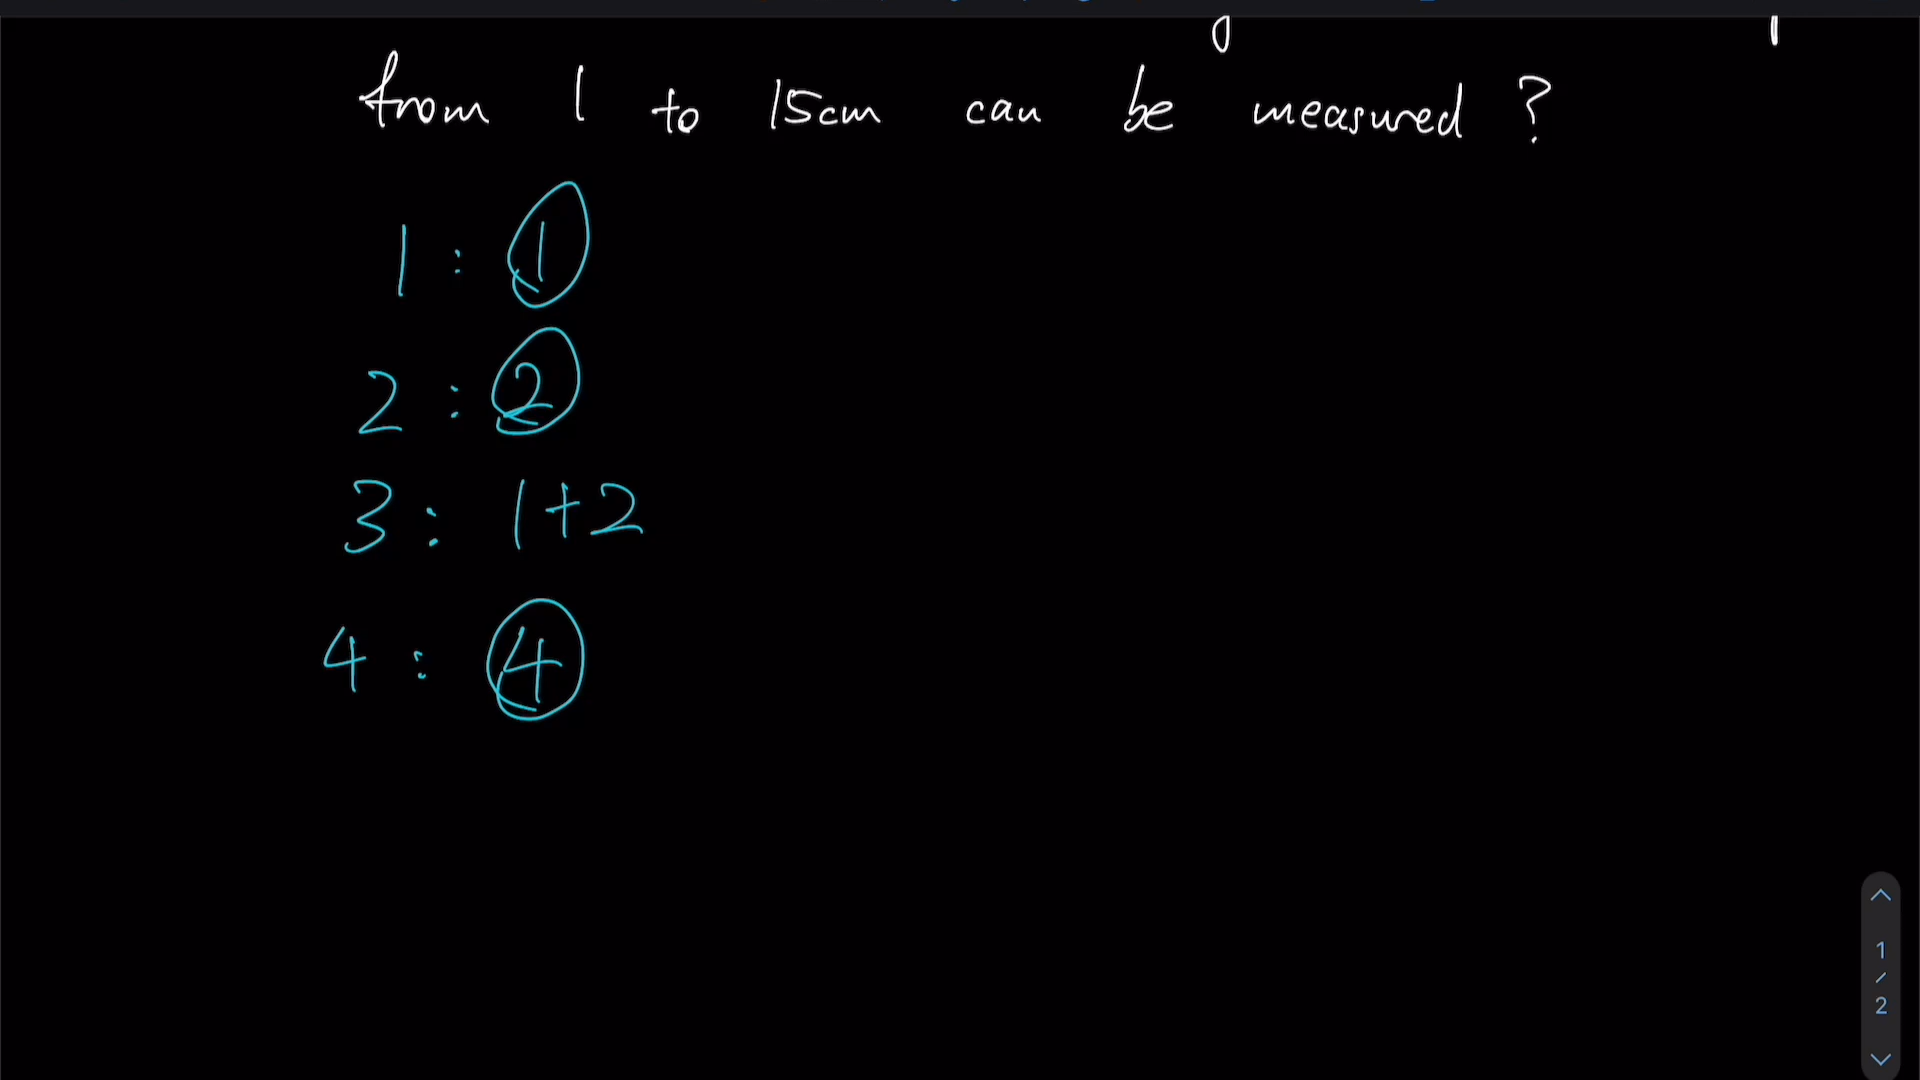 from 1 to 15cm can be measured ?
1 : 1
2 : 2
3 : 1+2
4 : 4
1
/
2